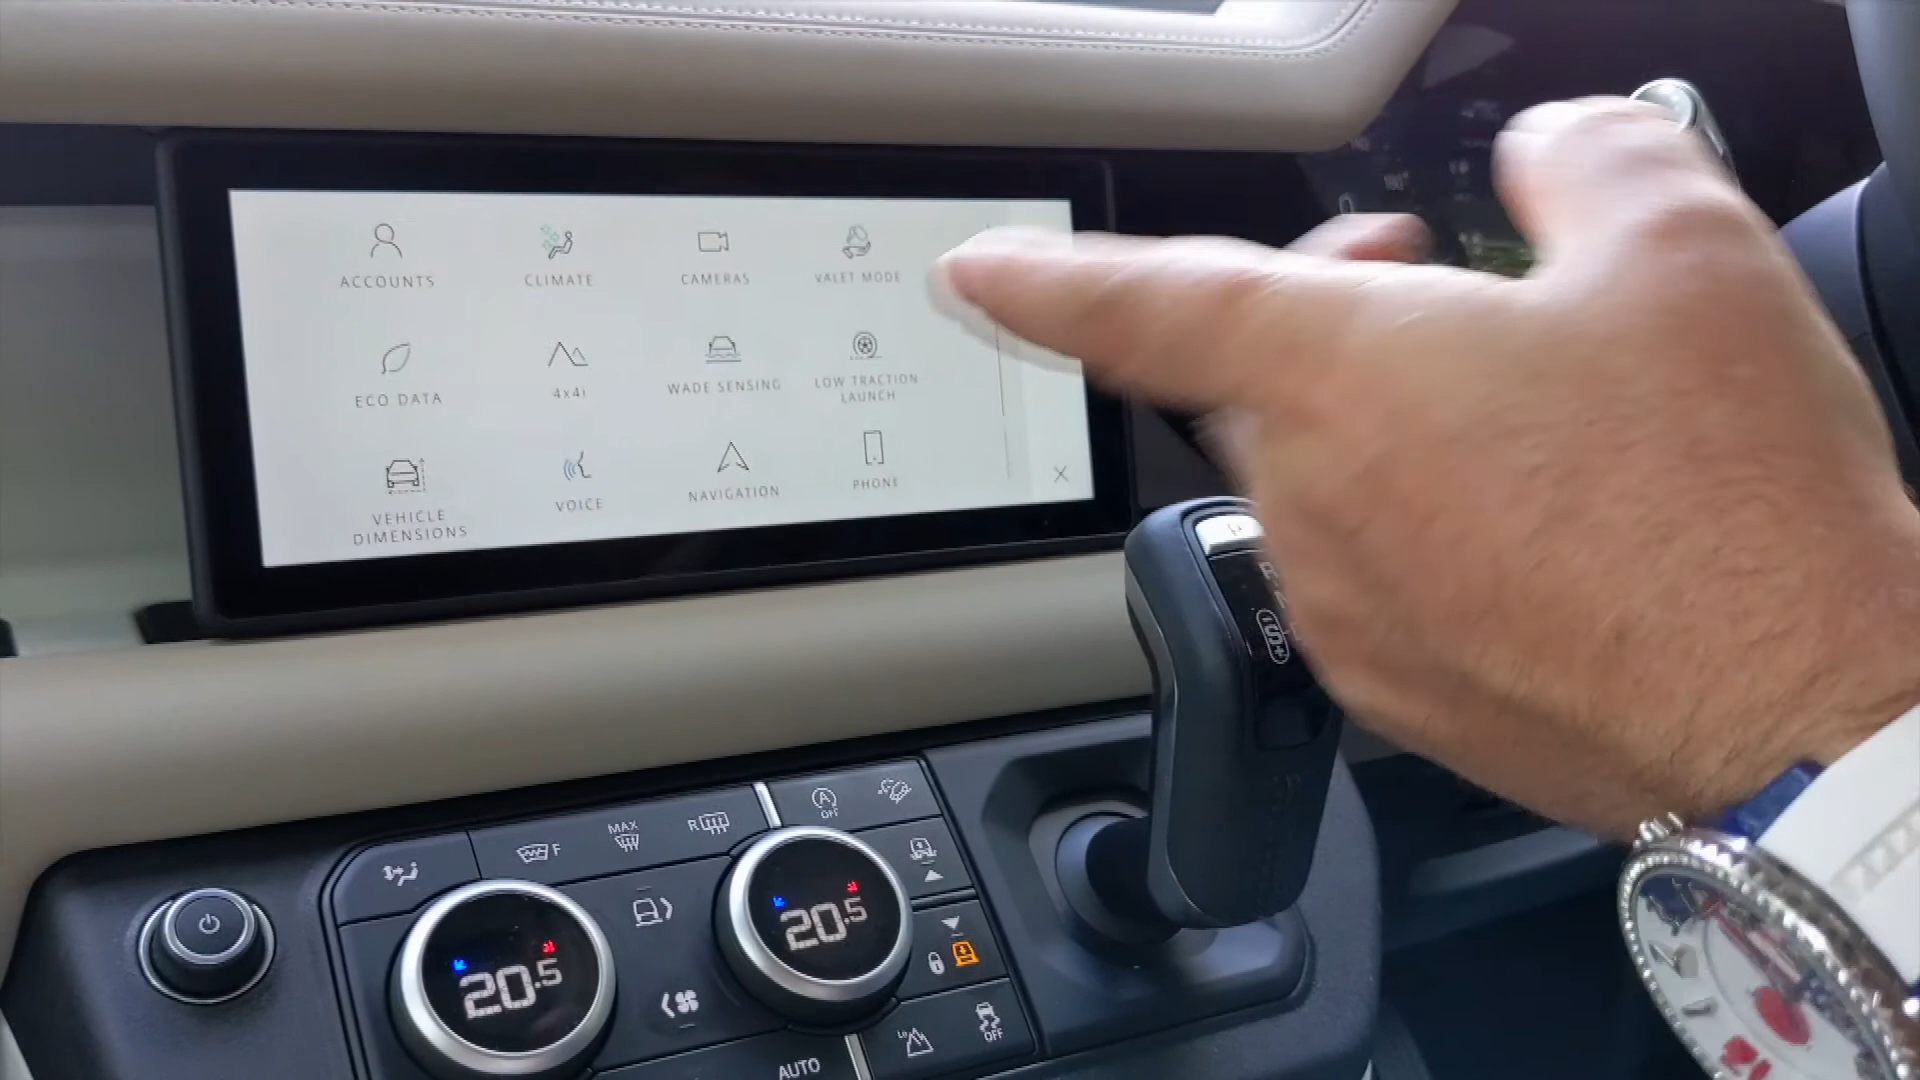 ACCOUNTS
CLIMATE
CAMERAS
VALET MODE
ECO DATA
4x4i
WADE SENSING
LOW TRACTION
LAUNCH
VEHICLE
DIMENSIONS
VOICE
NAVIGATION
PHONE
P
R
N
S
F
MAX
R
A
OFF
20.5
20.5
AUTO
Lo
OFF